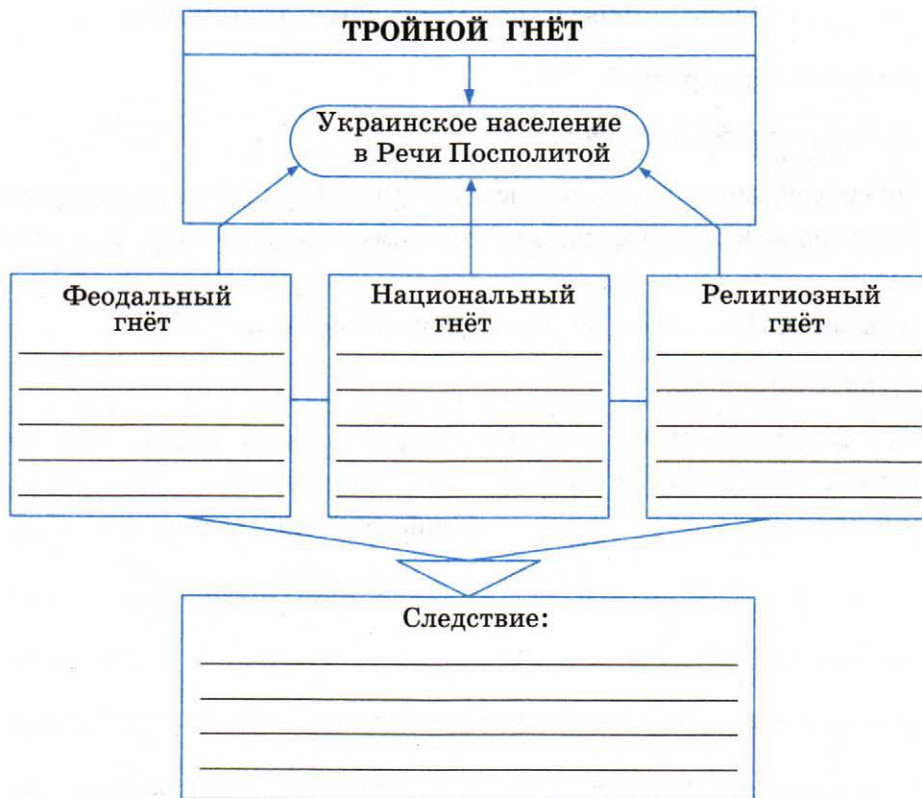 ТРОЙНОЙ ГНЁТ
Украинское население
в Речи Посполитой
Феодальный
гнёт
Национальный
гнёт
Религиозный
гнёт
Следствие: